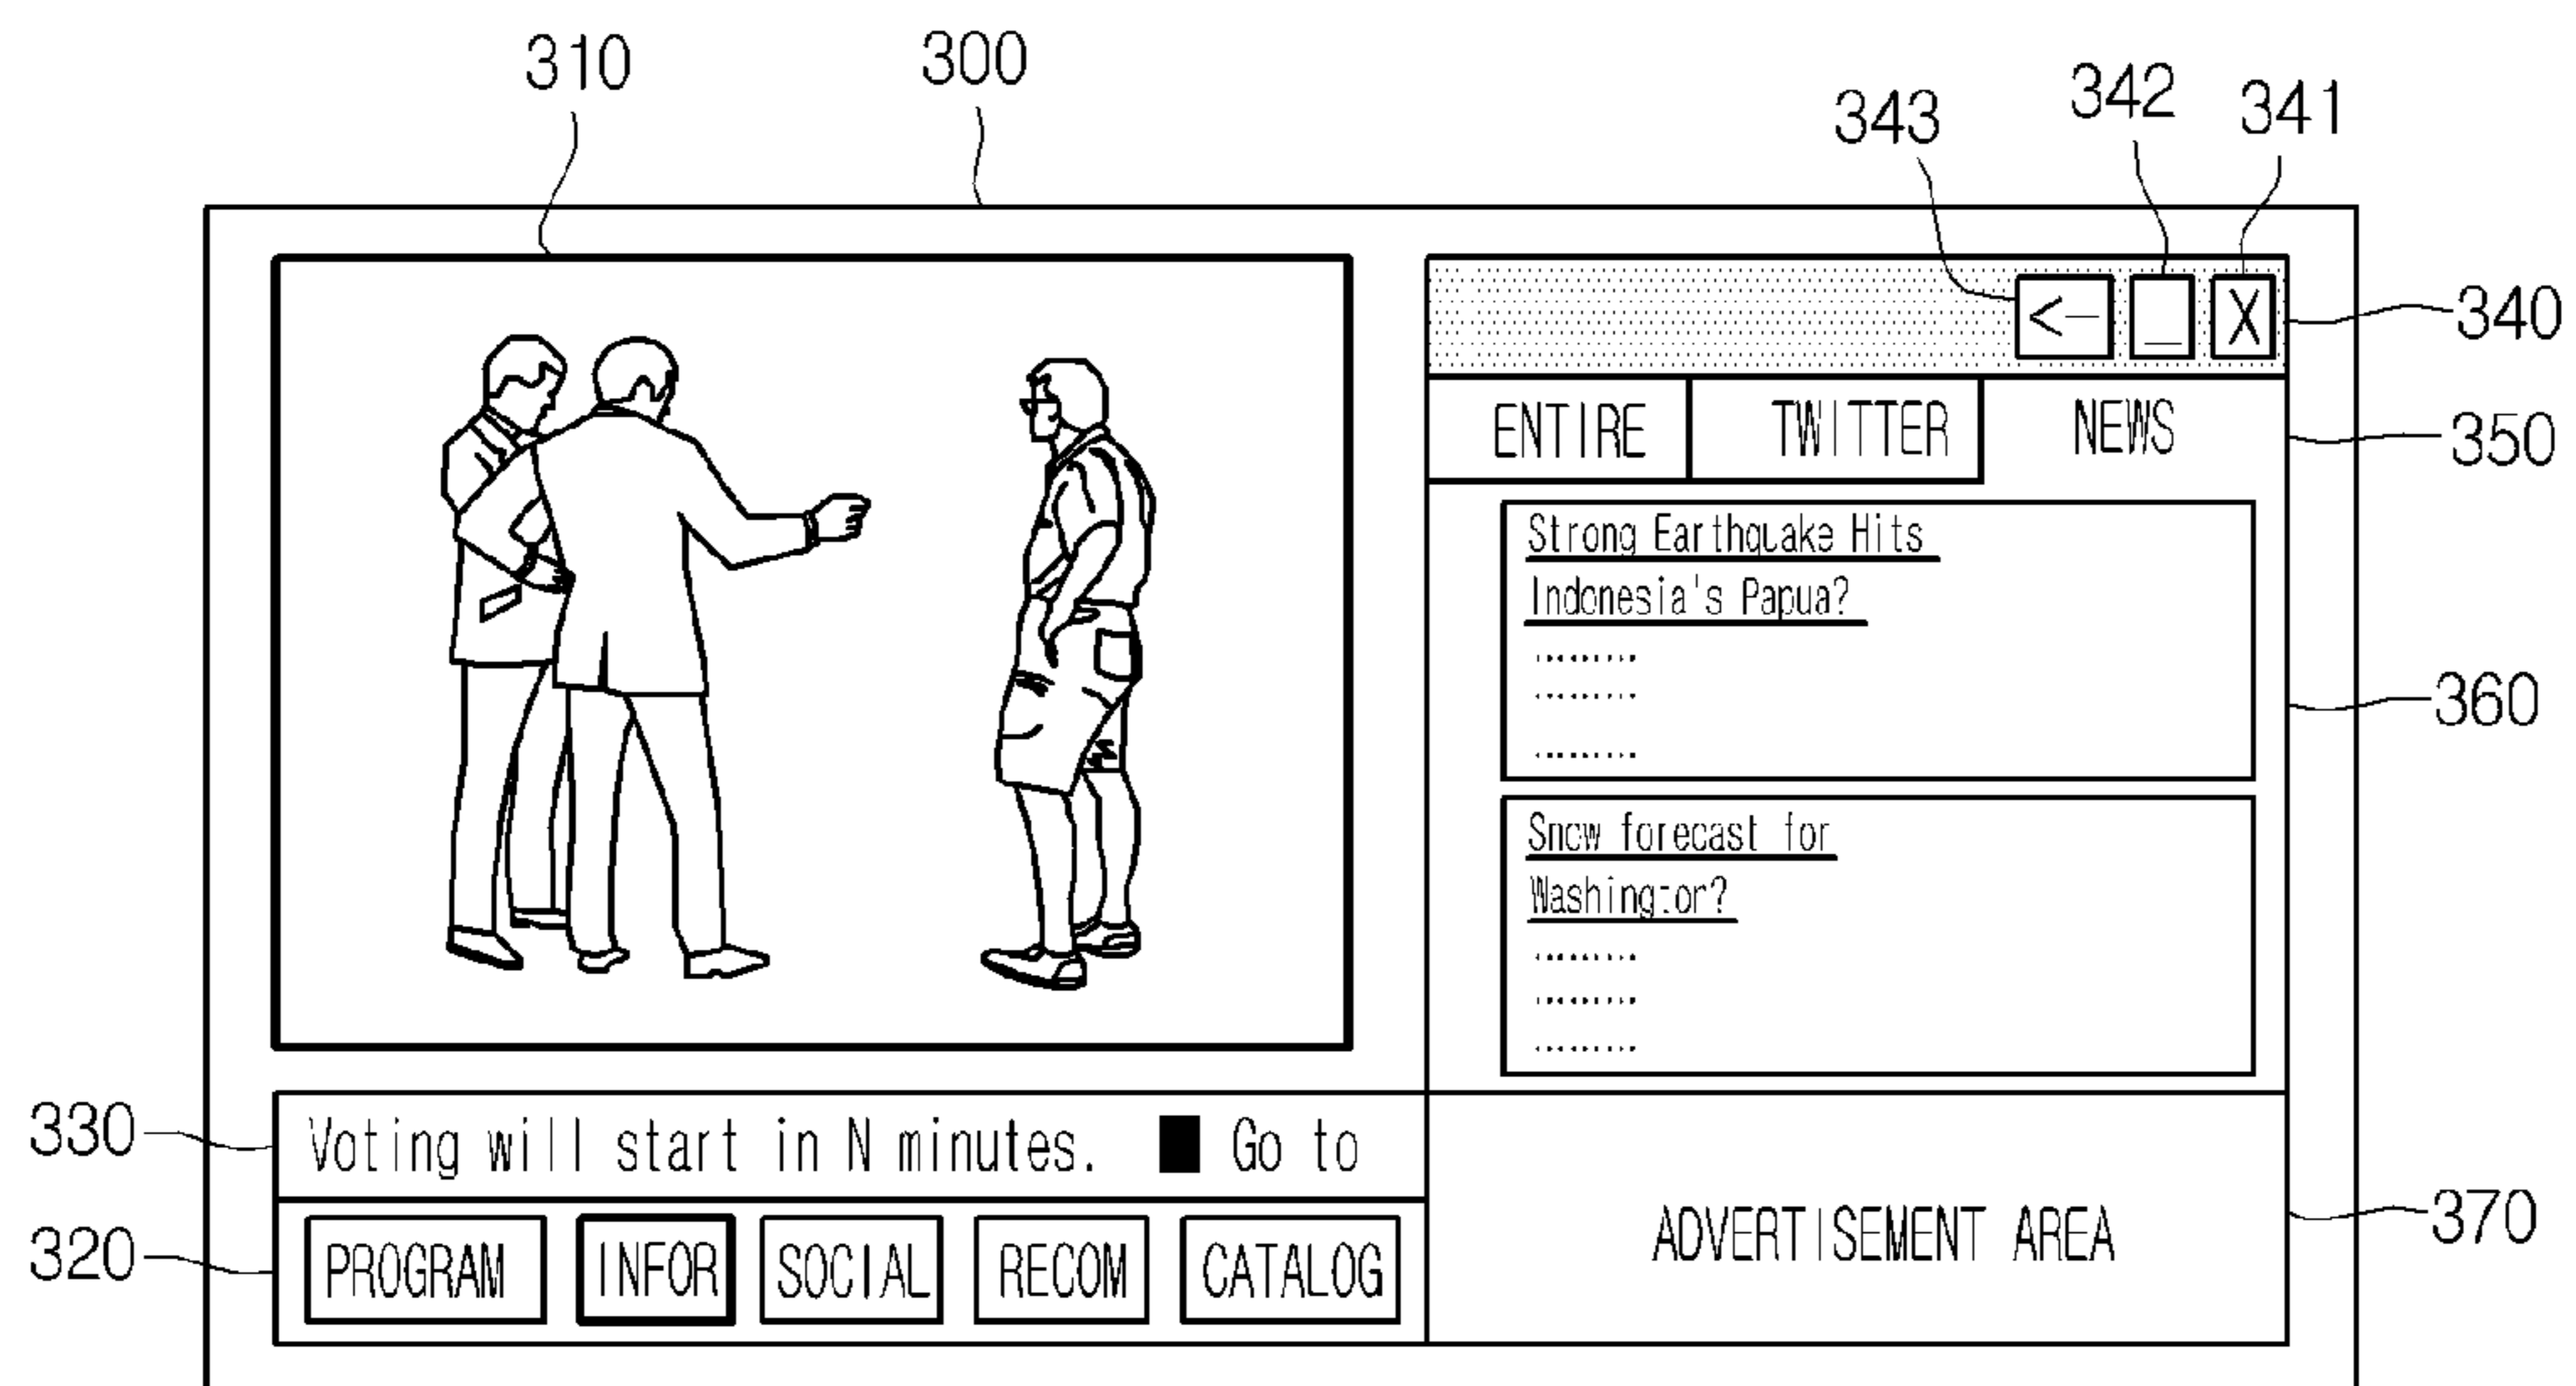 310
300
343
342
341
<-
_
X
340
ENTIRE
TWITTER
NEWS
350
Strong Earthquake Hits
Indonesia's Papua?
.........
.........
.........
360
Snow forecast for
Washington?
.........
.........
.........
330
Voting will start in N minutes. ■ Go to
320
PROGRAM
INFOR
SOCIAL
RECOM
CATALOG
ADVERTISEMENT AREA
370